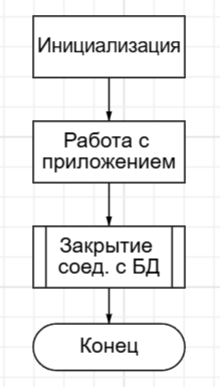 Инициализация
Работа с
приложением
Закрытие
соед. с БД
Конец